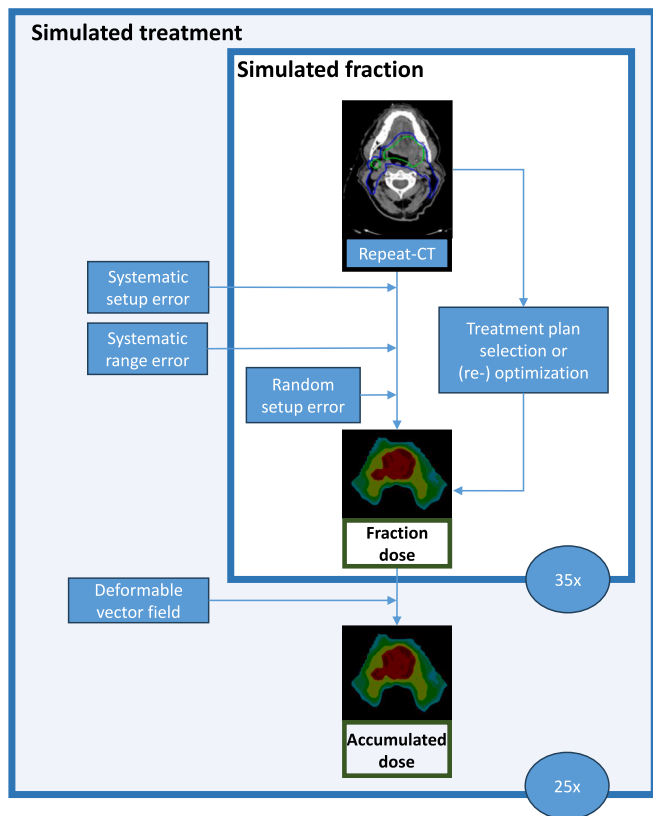 Simulated treatment
Simulated fraction
Repeat-CT
Systematic
setup error
Systematic
range error
Random
setup error
Treatment plan
selection or
(re-) optimization
Fraction
dose
35x
Deformable
vector field
Accumulated
dose
25x